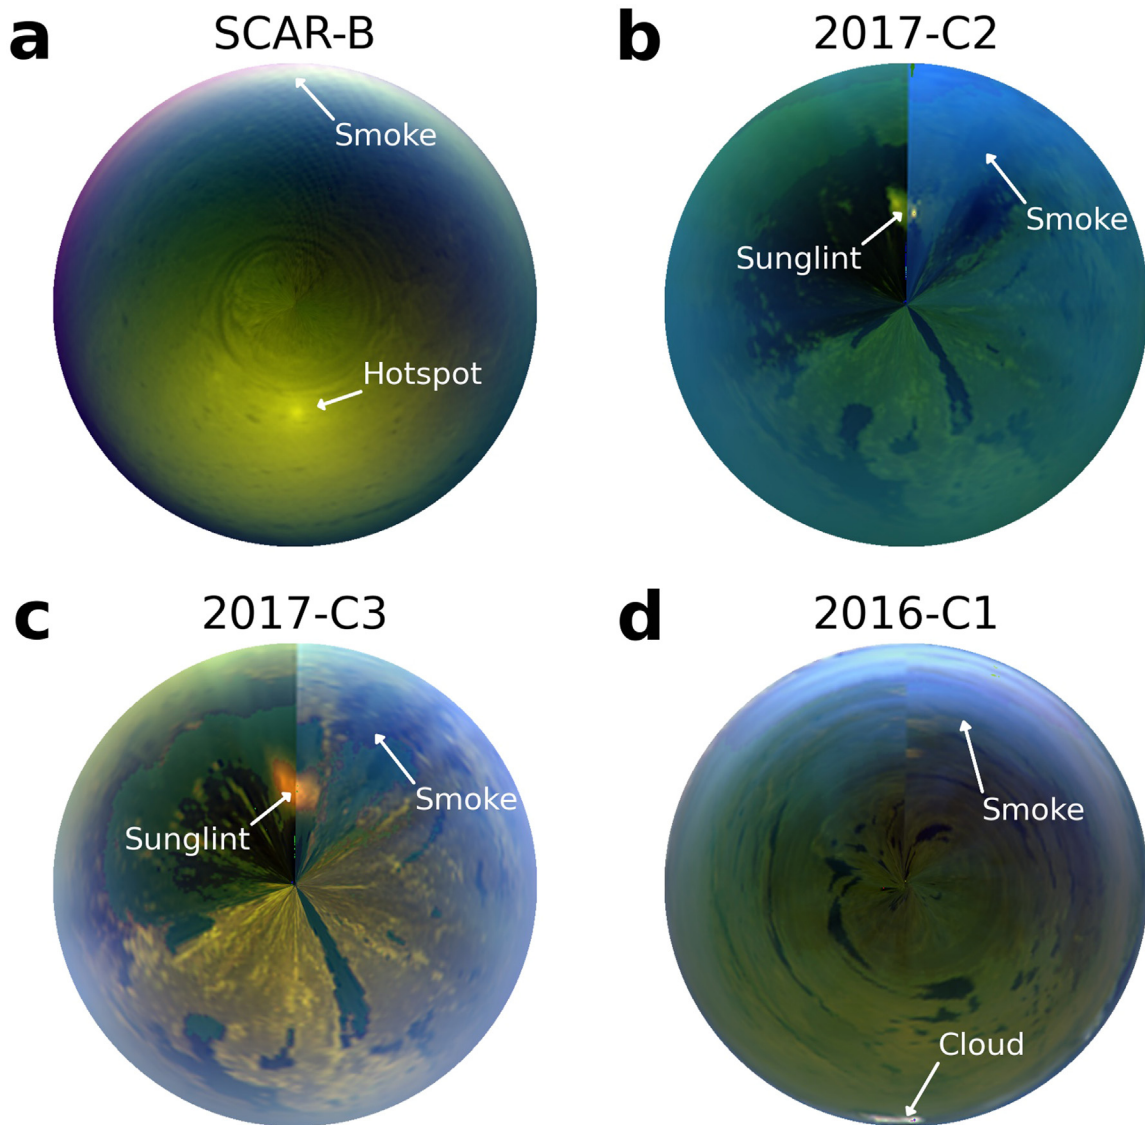 a SCAR-B
Smoke
Hotspot
b 2017-C2
Smoke
Sunglint
c 2017-C3
Smoke
Sunglint
d 2016-C1
Smoke
Cloud